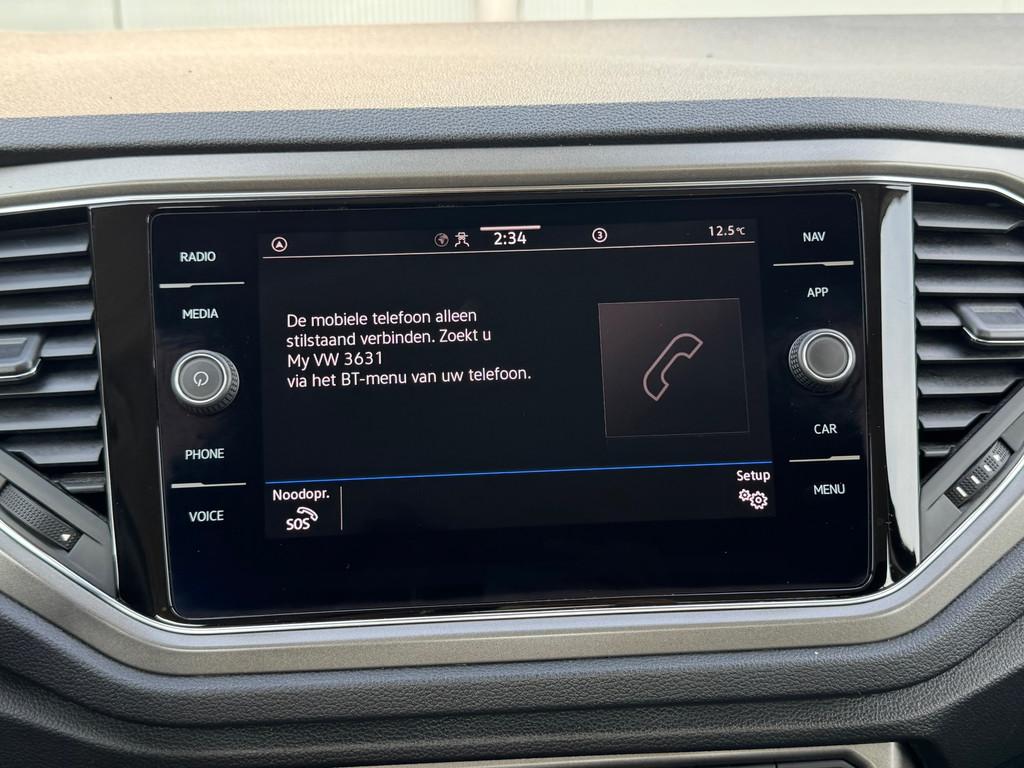 2:34
3
12.5°C
RADIO
MEDIA
PHONE
VOICE
De mobiele telefoon alleen
stilstaand verbinden. Zoekt u
My VW 3631
via het BT-menu van uw telefoon.
Noodopr.
SOS
Setup
NAV
APP
CAR
MENU